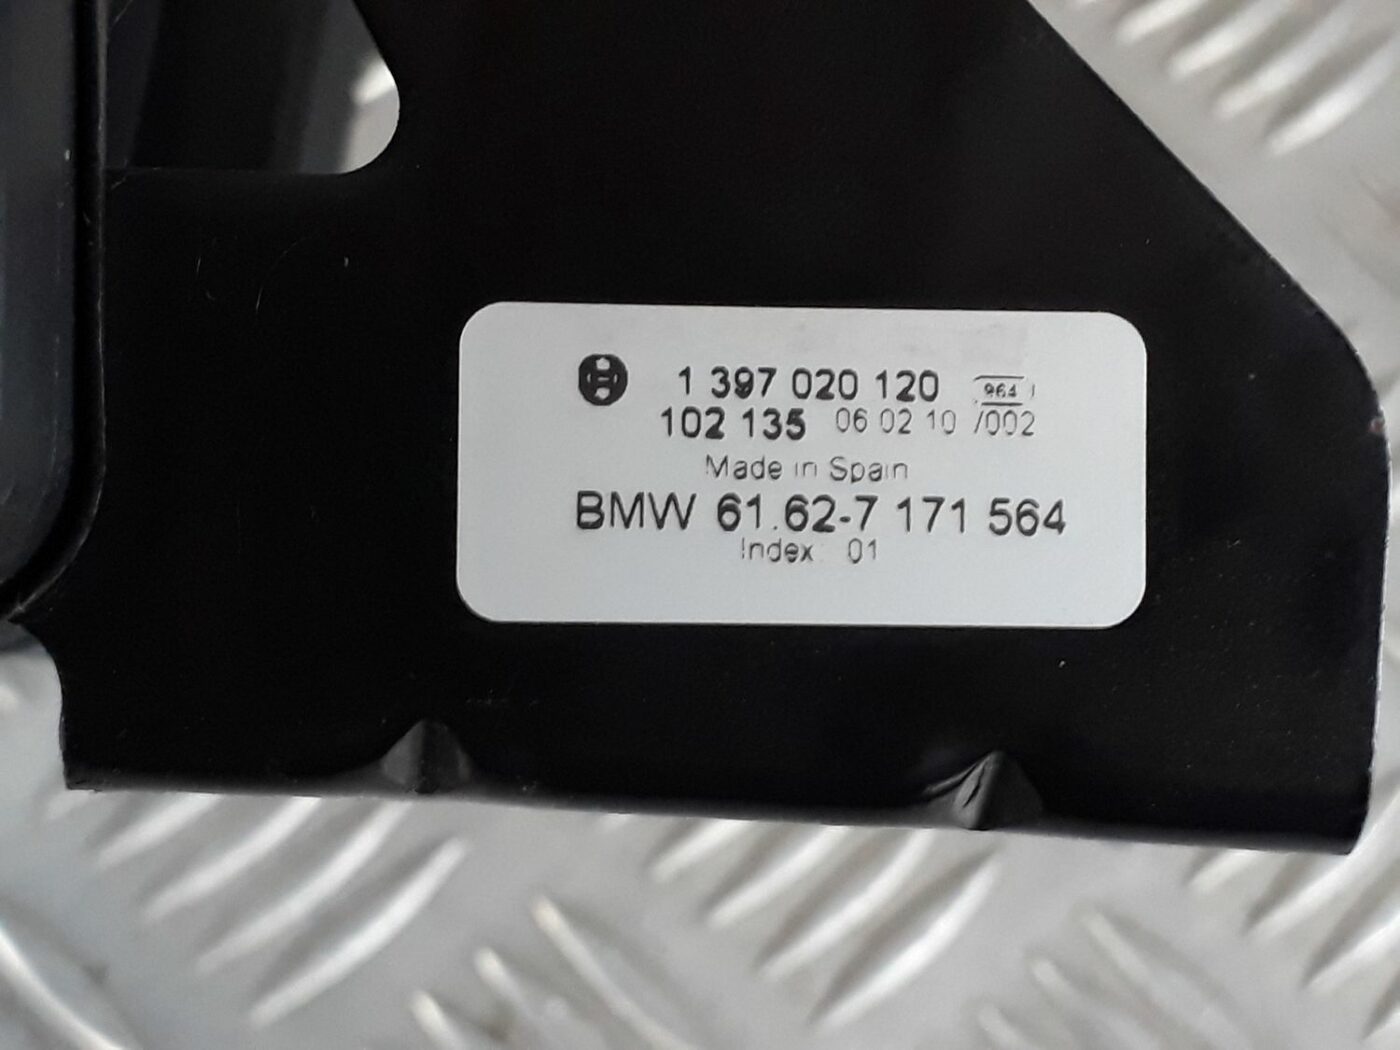 1 397 020 120 964
102 135 06 02 10 /002
Made in Spain
BMW 61.62-7 171 564
Index: 01